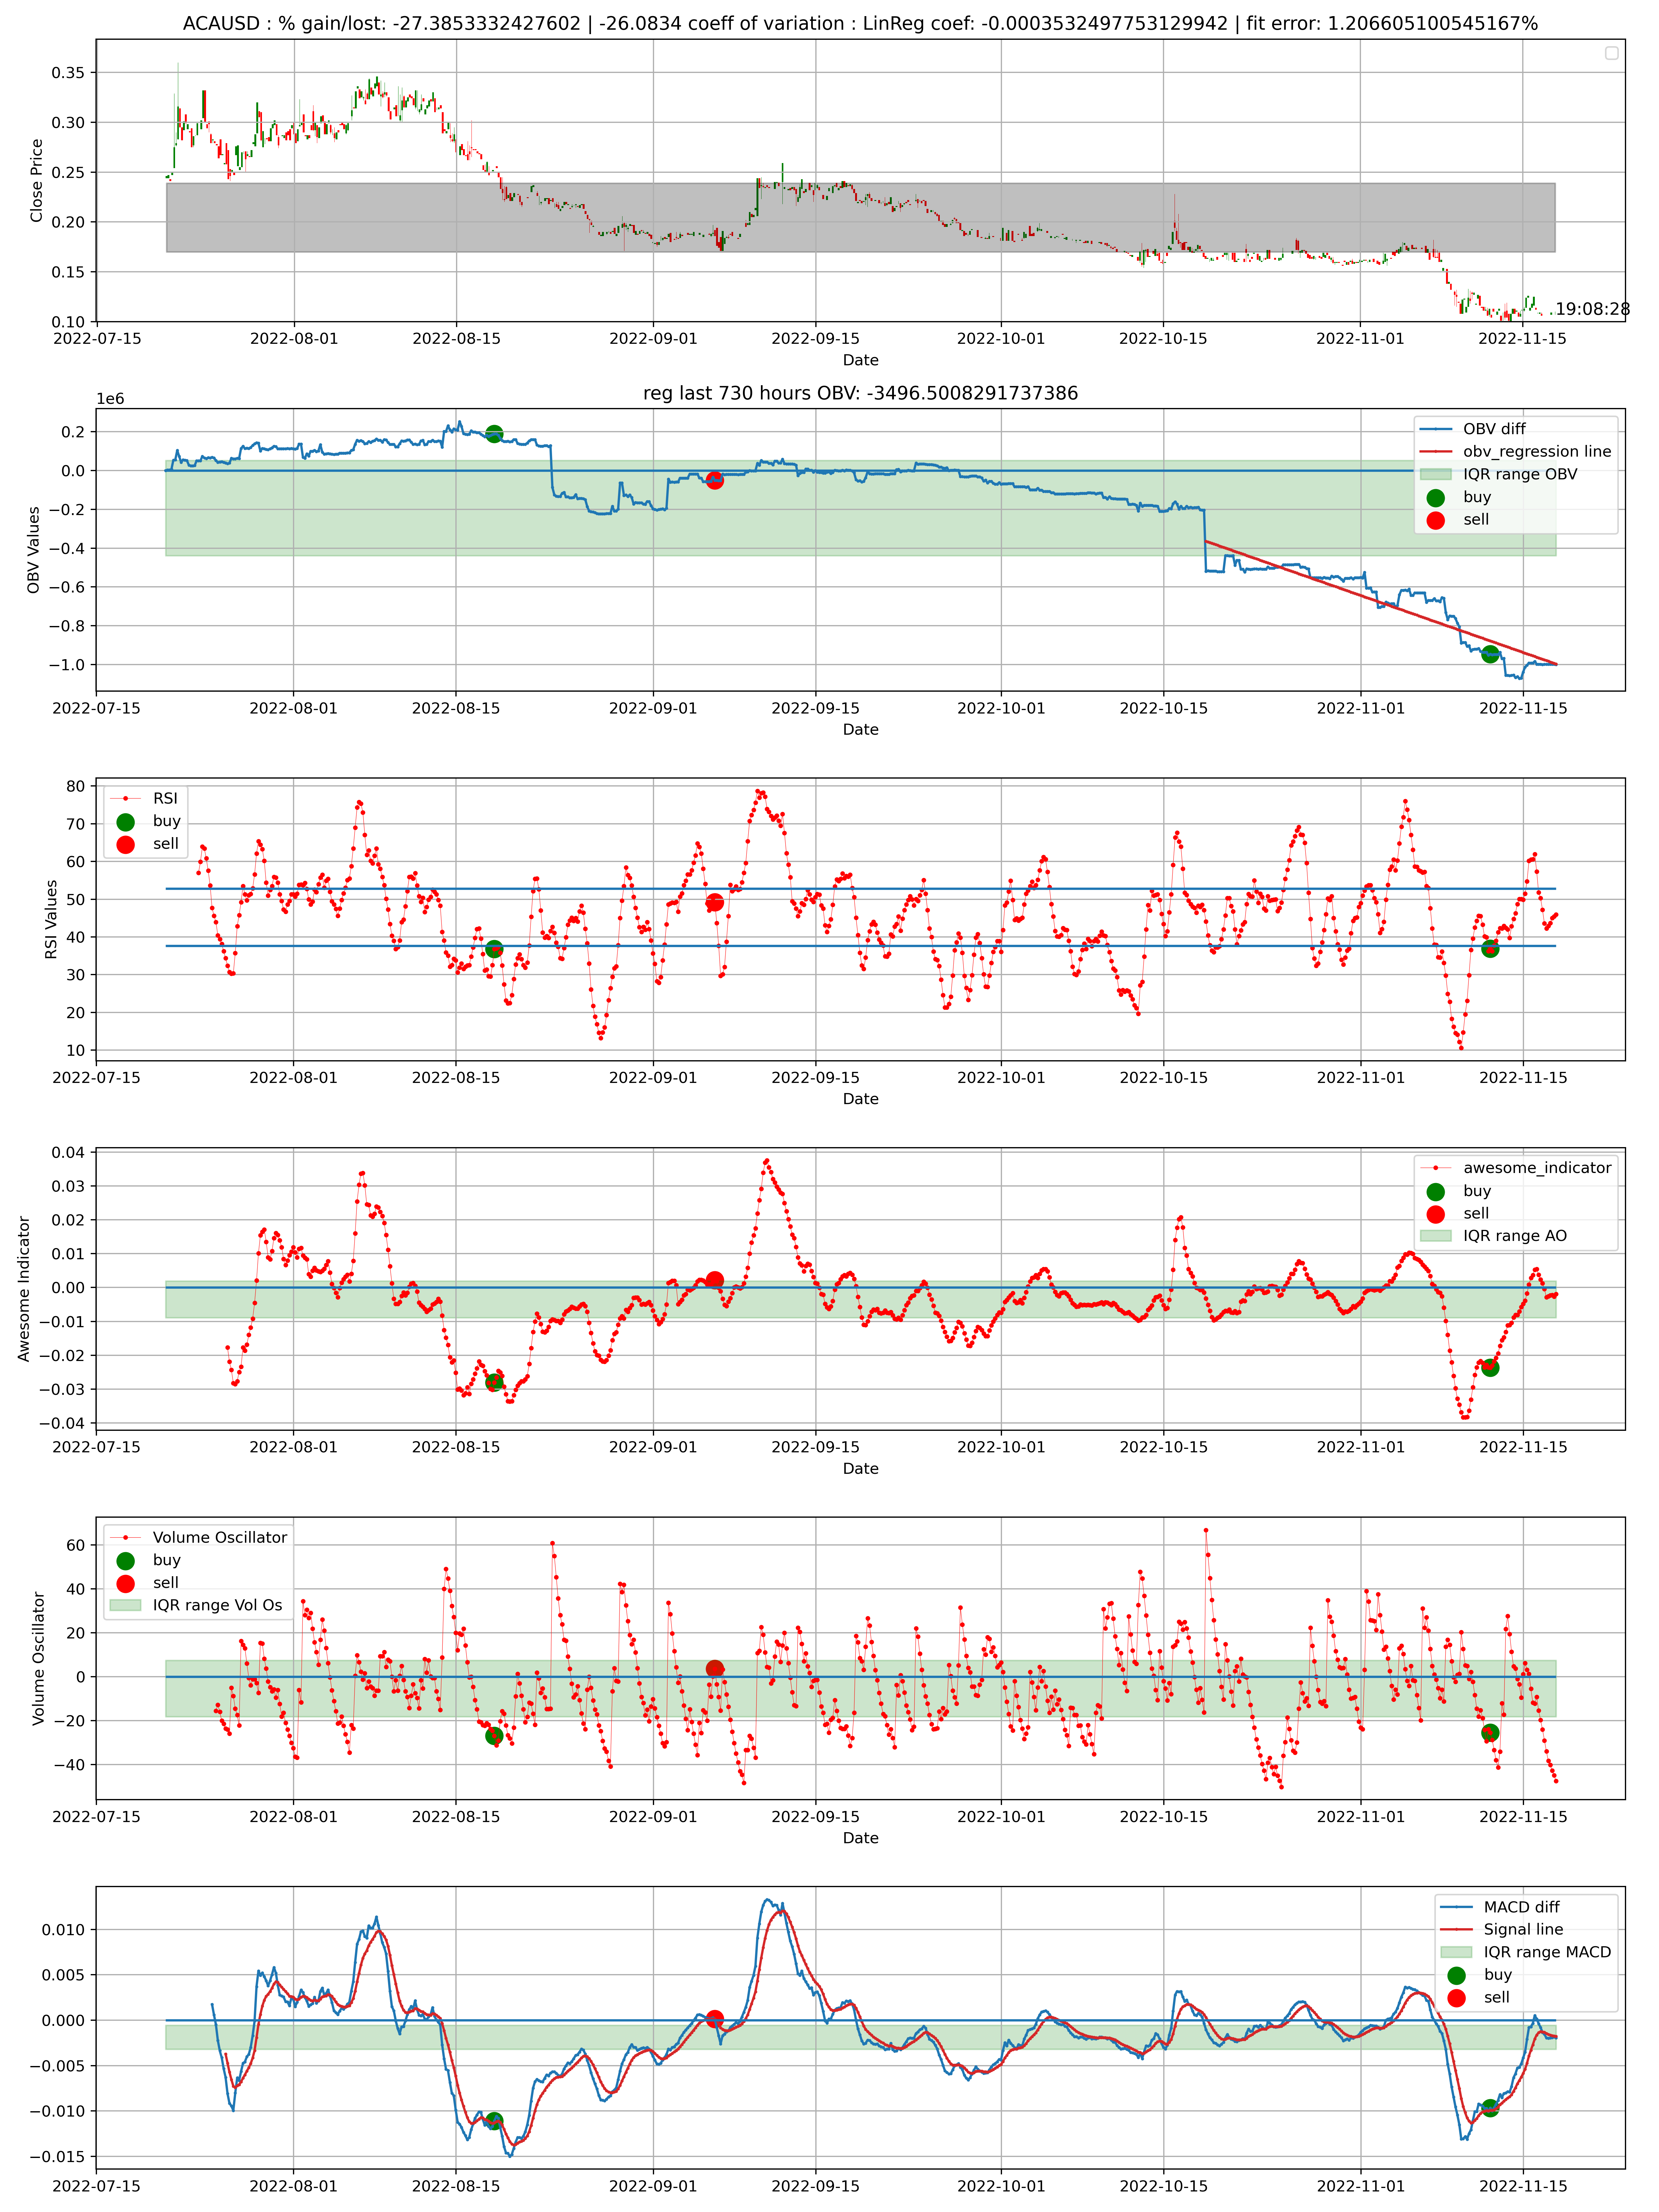 ACAUSD : % gain/lost: -27.3853332427602 | -26.0834 coeff of variation : LinReg coef: -0.0003532497753129942 | fit error: 1.206605100545167%
0.35
0.30
0.25
0.20
0.15
0.10
Close Price
19:08:28
2022-07-15 2022-08-01 2022-08-15 2022-09-01 2022-09-15 2022-10-01 2022-10-15 2022-11-01 2022-11-15
Date
reg last 730 hours OBV: -3496.5008291737386
1e6
0.2
0.0
−0.2
−0.4
−0.6
−0.8
−1.0
OBV Values
OBV diff
obv_regression line
IQR range OBV
buy
sell
2022-07-15 2022-08-01 2022-08-15 2022-09-01 2022-09-15 2022-10-01 2022-10-15 2022-11-01 2022-11-15
Date
80
70
60
50
40
30
20
10
RSI Values
RSI
buy
sell
2022-07-15 2022-08-01 2022-08-15 2022-09-01 2022-09-15 2022-10-01 2022-10-15 2022-11-01 2022-11-15
Date
0.04
0.03
0.02
0.01
0.00
−0.01
−0.02
−0.03
−0.04
Awesome Indicator
awesome_indicator
buy
sell
IQR range AO
2022-07-15 2022-08-01 2022-08-15 2022-09-01 2022-09-15 2022-10-01 2022-10-15 2022-11-01 2022-11-15
Date
60
40
20
0
−20
−40
Volume Oscillator
Volume Oscillator
buy
sell
IQR range Vol Os
2022-07-15 2022-08-01 2022-08-15 2022-09-01 2022-09-15 2022-10-01 2022-10-15 2022-11-01 2022-11-15
Date
0.010
0.005
0.000
−0.005
−0.010
−0.015
MACD diff
Signal line
IQR range MACD
buy
sell
2022-07-15 2022-08-01 2022-08-15 2022-09-01 2022-09-15 2022-10-01 2022-10-15 2022-11-01 2022-11-15